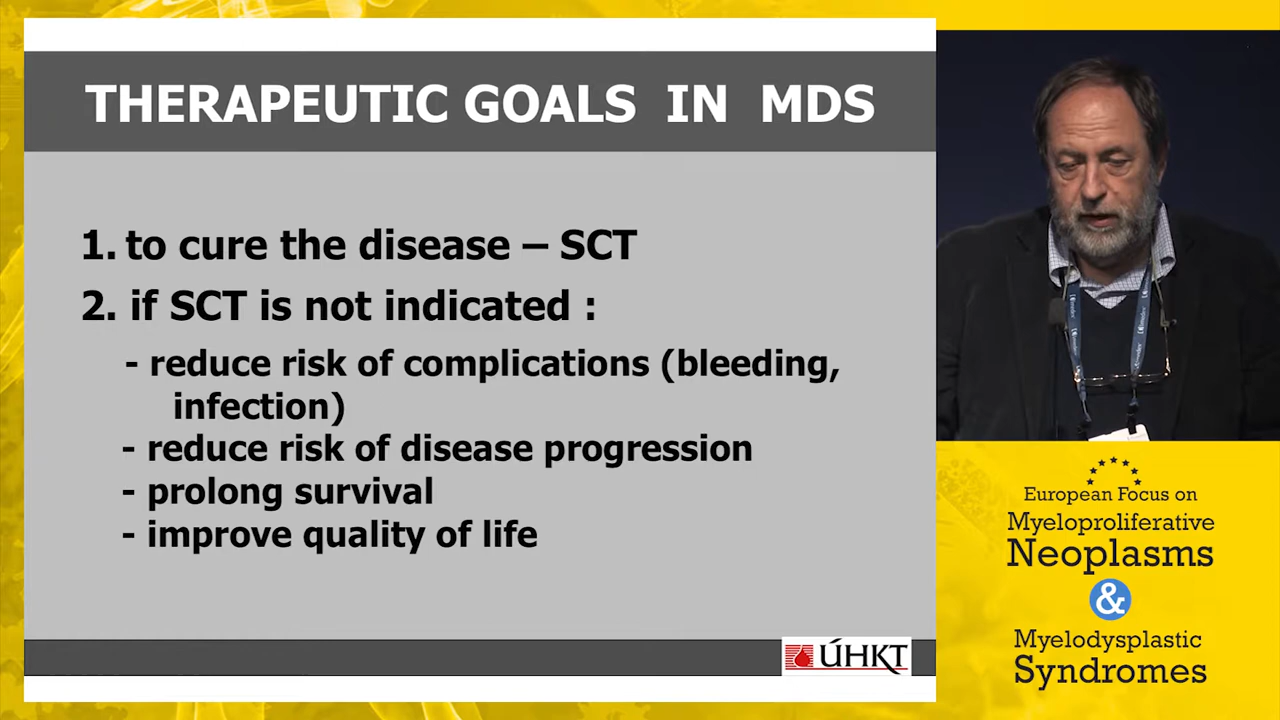 THERAPEUTIC GOALS IN MDS
1. to cure the disease – SCT
2. if SCT is not indicated :
- reduce risk of complications (bleeding,
infection)
- reduce risk of disease progression
- prolong survival
- improve quality of life
ÚHKT
European Focus on
Myeloproliferative
Neoplasms
&
Myelodysplastic
Syndromes